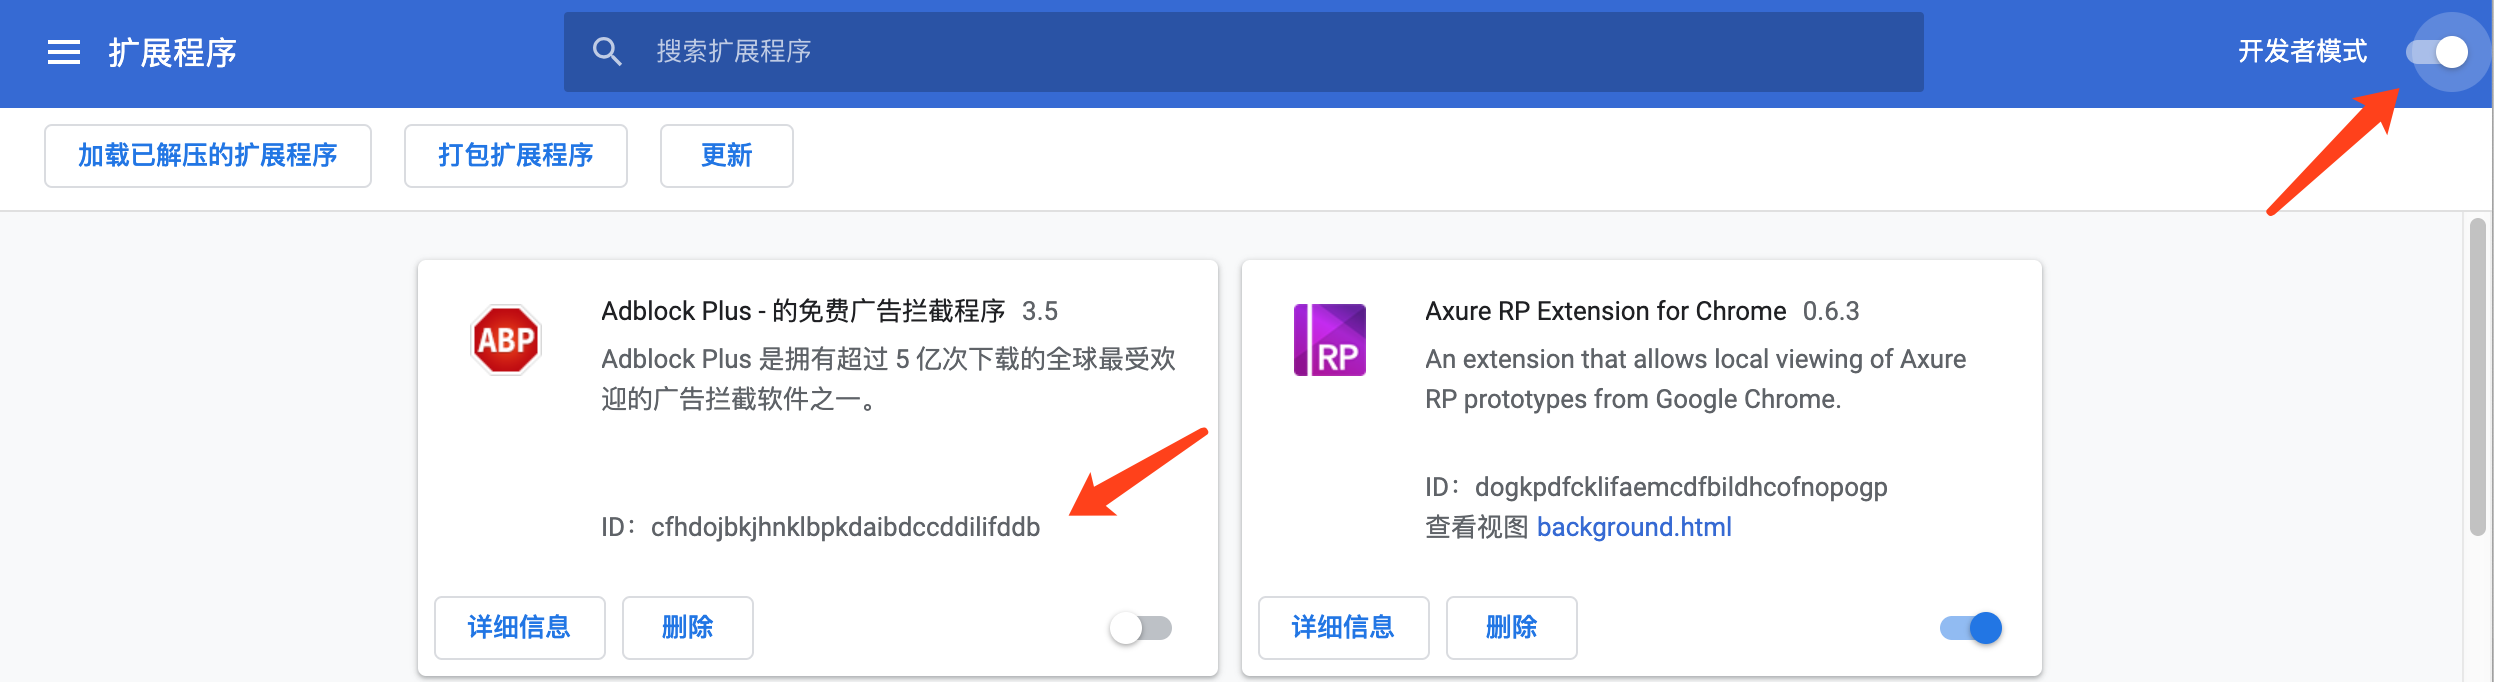 扩展程序
搜索扩展程序
开发者模式
加载已解压的扩展程序
打包扩展程序
更新
ABP
Adblock Plus - 的免费广告拦截程序 3.5
Adblock Plus 是拥有超过 5 亿次下载的全球最受欢
迎的广告拦截软件之一。
ID： cfhdojbkjhnklbpkdaibdccddilifddb
详细信息
删除
RP
Axure RP Extension for Chrome 0.6.3
An extension that allows local viewing of Axure
RP prototypes from Google Chrome.
ID： dogkpdfcklifaemcdfbildhcofnopogp
查看视图 background.html
详细信息
删除